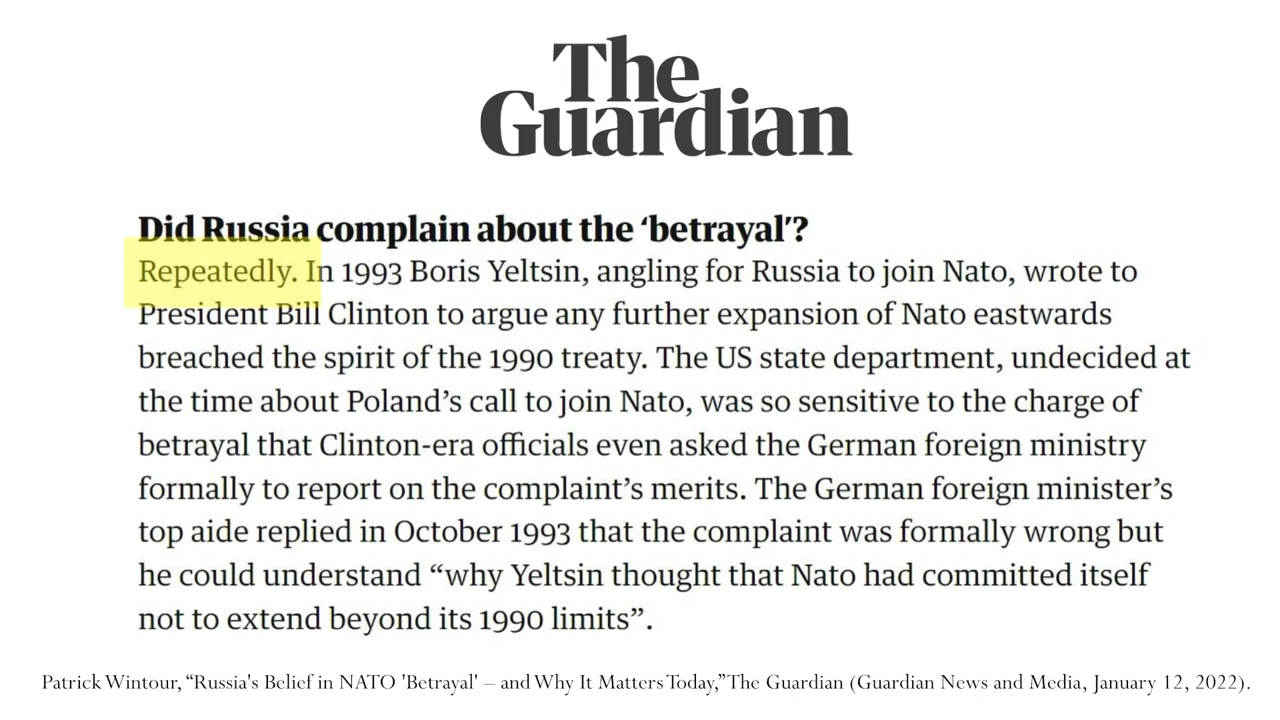 The
Guardian
Did Russia complain about the ‘betrayal’?
Repeatedly. In 1993 Boris Yeltsin, angling for Russia to join Nato, wrote to
President Bill Clinton to argue any further expansion of Nato eastwards
breached the spirit of the 1990 treaty. The US state department, undecided at
the time about Poland’s call to join Nato, was so sensitive to the charge of
betrayal that Clinton-era officials even asked the German foreign ministry
formally to report on the complaint’s merits. The German foreign minister’s
top aide replied in October 1993 that the complaint was formally wrong but
he could understand “why Yeltsin thought that Nato had committed itself
not to extend beyond its 1990 limits”.
Patrick Wintour, “Russia's Belief in NATO 'Betrayal' – and Why It Matters Today,” The Guardian (Guardian News and Media, January 12, 2022).